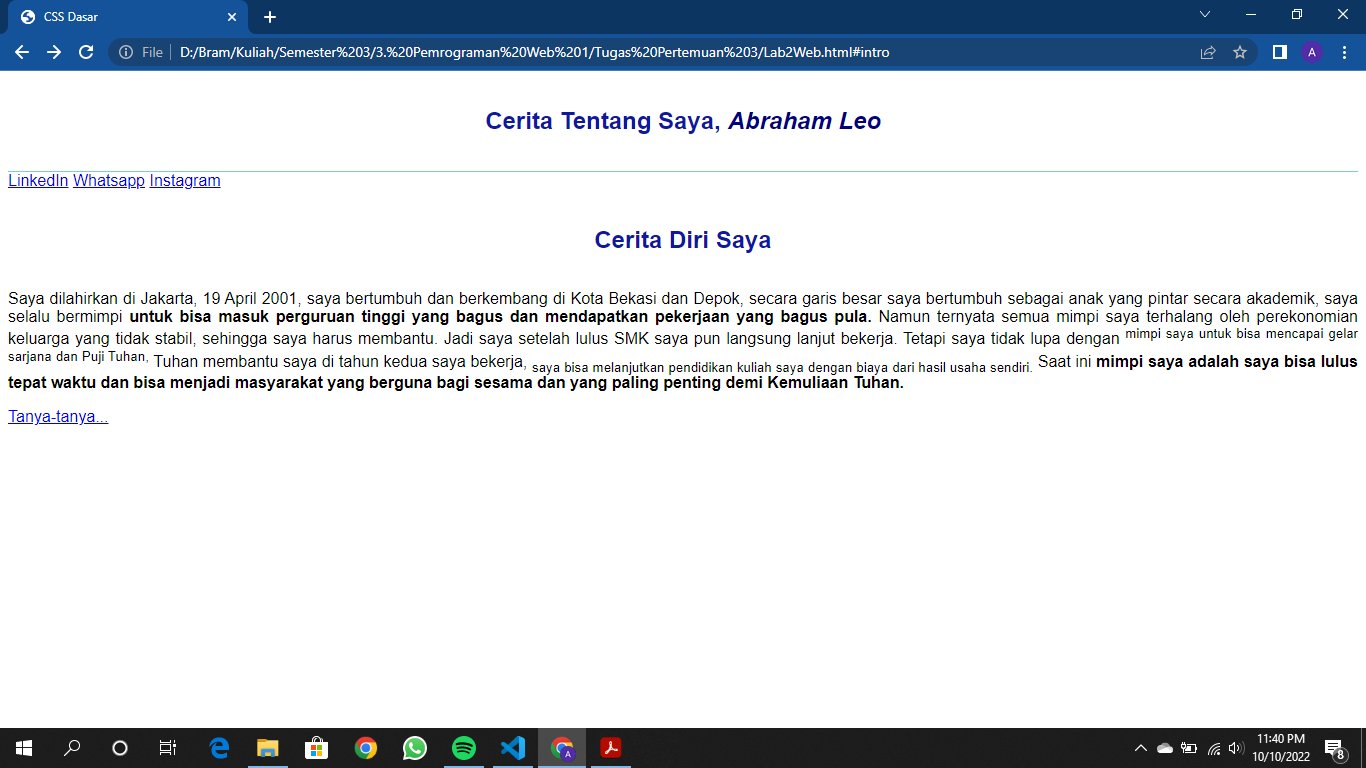 CSS Dasar
File D:/Bram/Kuliah/Semester%203/3.%20Pemrograman%20Web%201/Tugas%20Pertemuan%203/Lab2Web.html#intro
A
Cerita Tentang Saya, Abraham Leo
LinkedIn Whatsapp Instagram
Cerita Diri Saya
Saya dilahirkan di Jakarta, 19 April 2001, saya bertumbuh dan berkembang di Kota Bekasi dan Depok, secara garis besar saya bertumbuh sebagai anak yang pintar secara akademik, saya
selalu bermimpi untuk bisa masuk perguruan tinggi yang bagus dan mendapatkan pekerjaan yang bagus pula. Namun ternyata semua mimpi saya terhalang oleh perekonomian
keluarga yang tidak stabil, sehingga saya harus membantu. Jadi saya setelah lulus SMK saya pun langsung lanjut bekerja. Tetapi saya tidak lupa dengan mimpi saya untuk bisa mencapai gelar
sarjana dan Puji Tuhan, Tuhan membantu saya di tahun kedua saya bekerja, saya bisa melanjutkan pendidikan kuliah saya dengan biaya dari hasil usaha sendiri. Saat ini mimpi saya adalah saya bisa lulus
tepat waktu dan bisa menjadi masyarakat yang berguna bagi sesama dan yang paling penting demi Kemuliaan Tuhan.
Tanya-tanya...
A
11:40 PM
10/10/2022
8